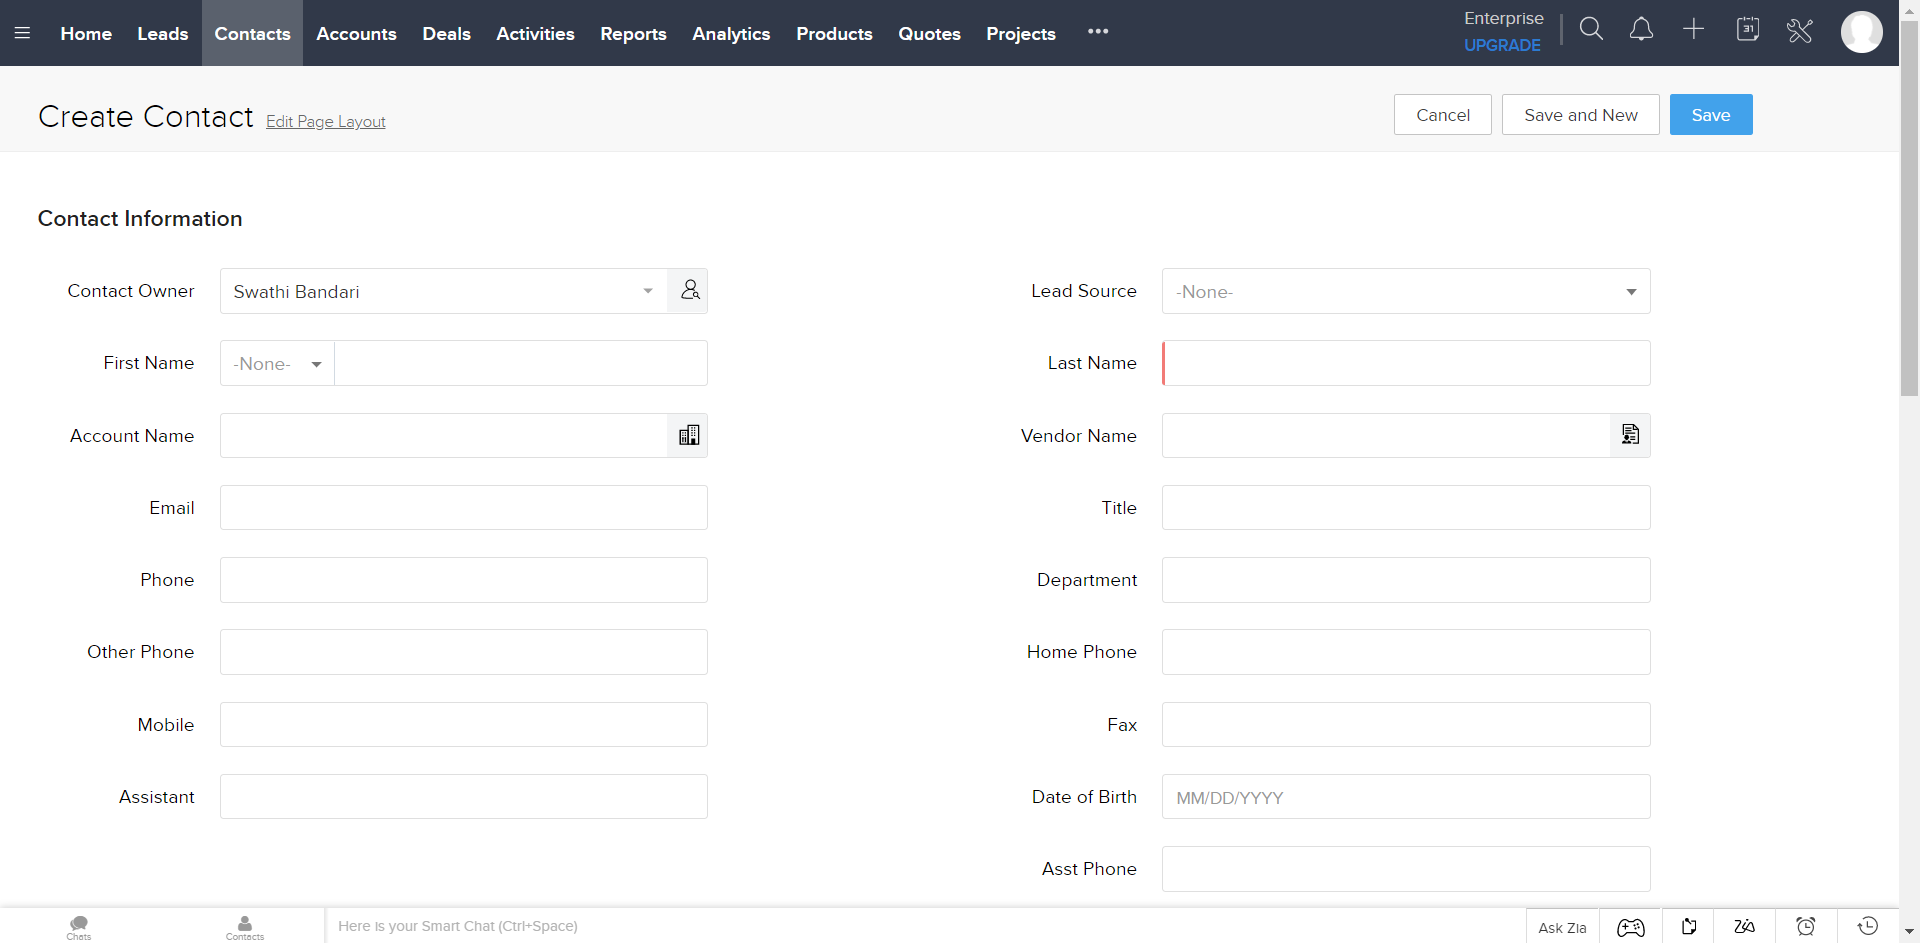 Home Leads Contacts Accounts Deals Activities Reports Analytics Products Quotes Projects ••• Enterprise
UPGRADE
31
Create Contact Edit Page Layout Cancel Save and New Save
Contact Information
Contact Owner Swathi Bandari Lead Source -None-
First Name -None- Last Name
Account Name Vendor Name
Email Title
Phone Department
Other Phone Home Phone
Mobile Fax
Assistant Date of Birth MM/DD/YYYY
Asst Phone
Chats Contacts Here is your Smart Chat (Ctrl+Space) Ask Zia